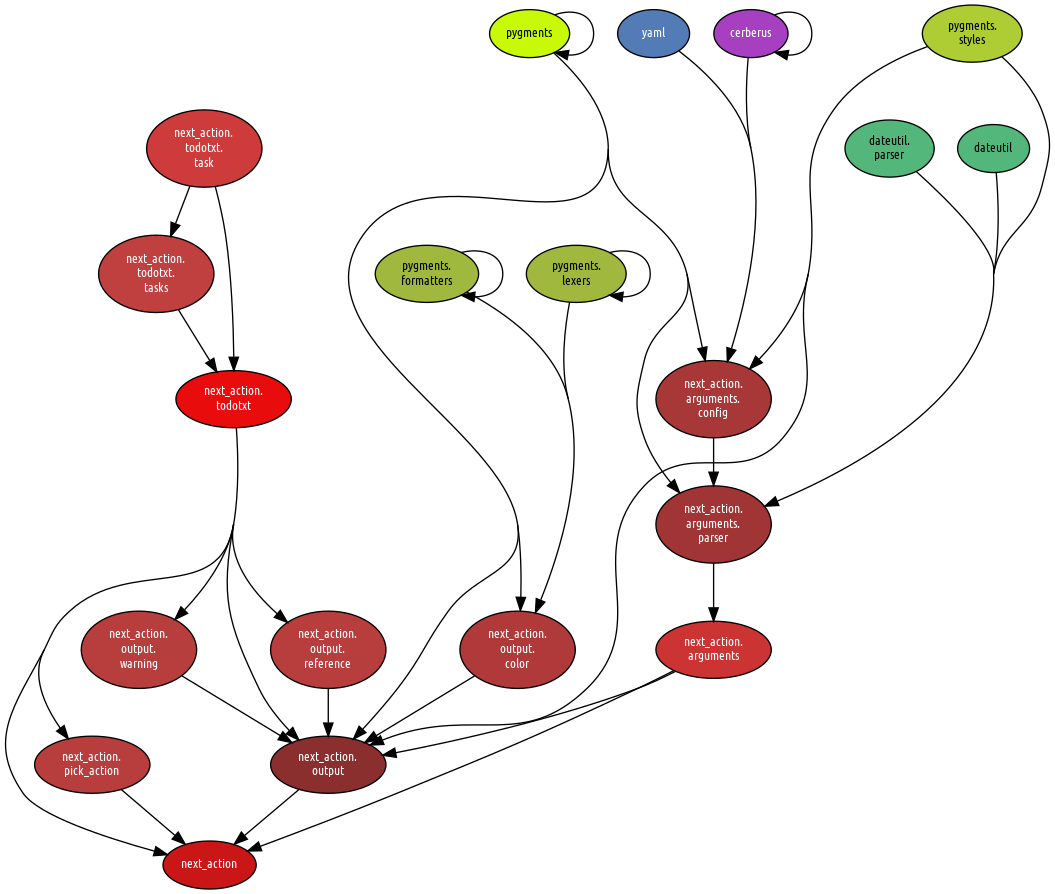 pygments
yaml
cerberus
pygments.
styles
next_action.
todotxt.
task
dateutil.
parser
dateutil
next_action.
todotxt.
tasks
pygments.
formatters
pygments.
lexers
next_action.
todotxt
next_action.
arguments.
config
next_action.
arguments.
parser
next_action.
output.
warning
next_action.
output.
reference
next_action.
output.
color
next_action.
arguments
next_action.
pick_action
next_action.
output
next_action